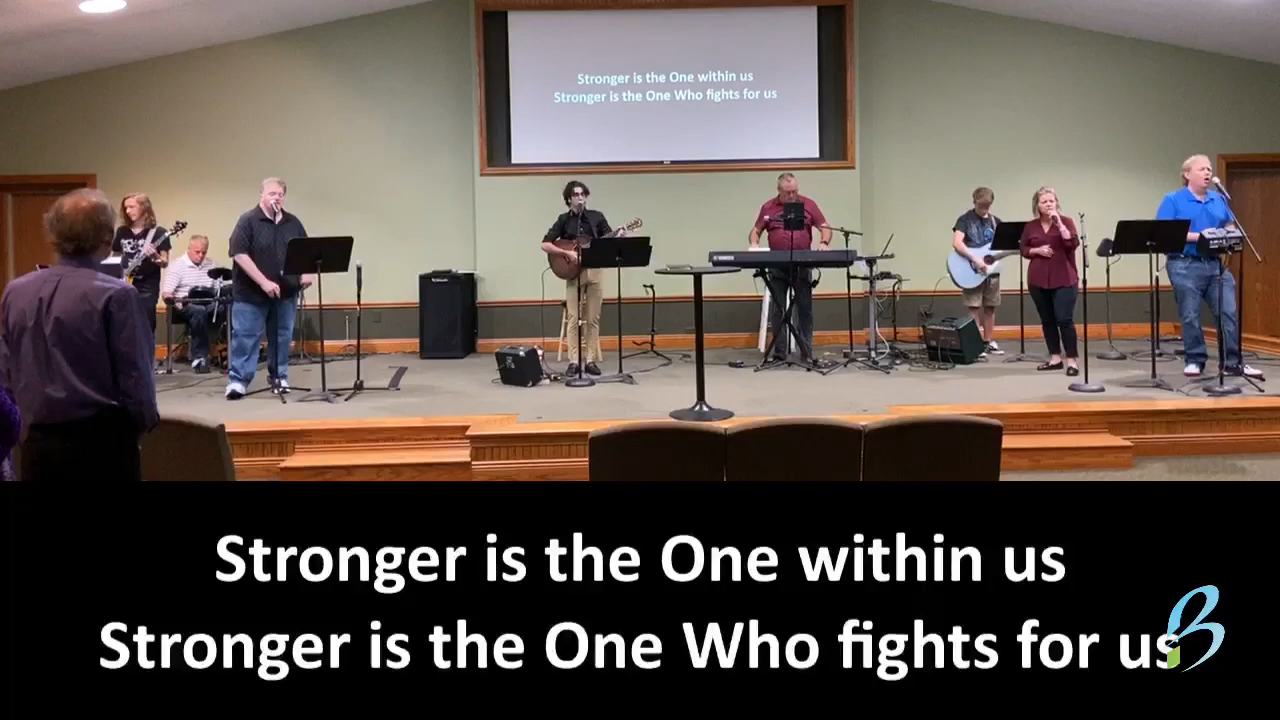 Stronger is the One within us
Stronger is the One Who fights for us
Stronger is the One within us
Stronger is the One Who fights for us
B